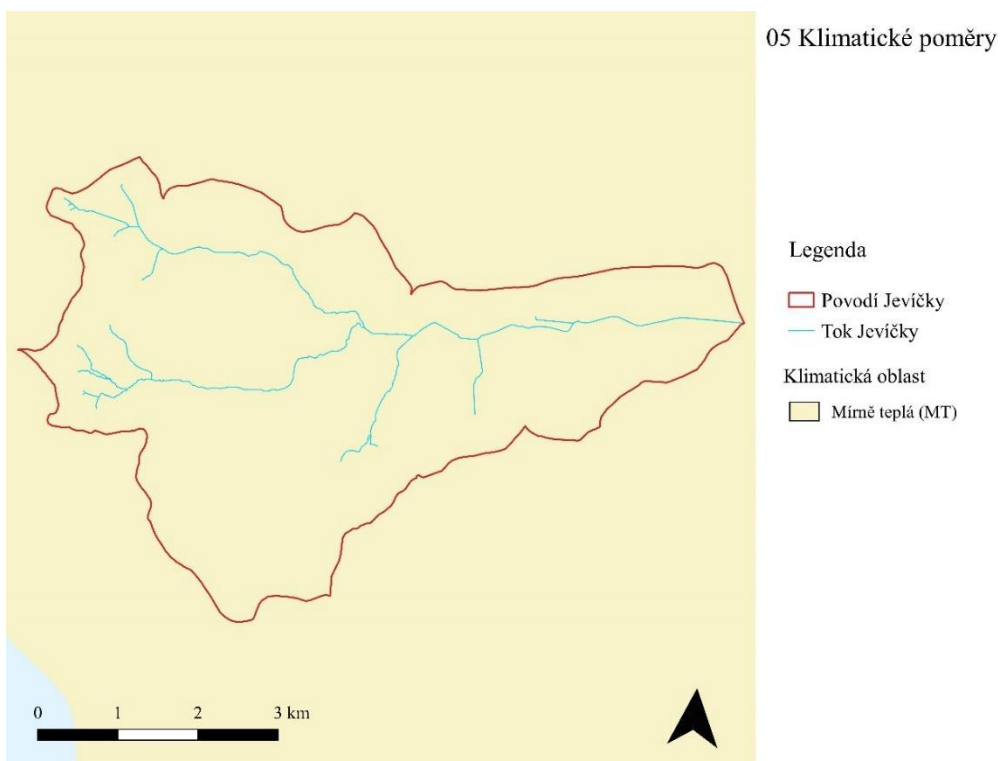 05 Klimatické poměry
Legenda
Povodí Jevíčky
Tok Jevíčky
Klimatická oblast
Mírně teplá (MT)
0 1 2 3 km